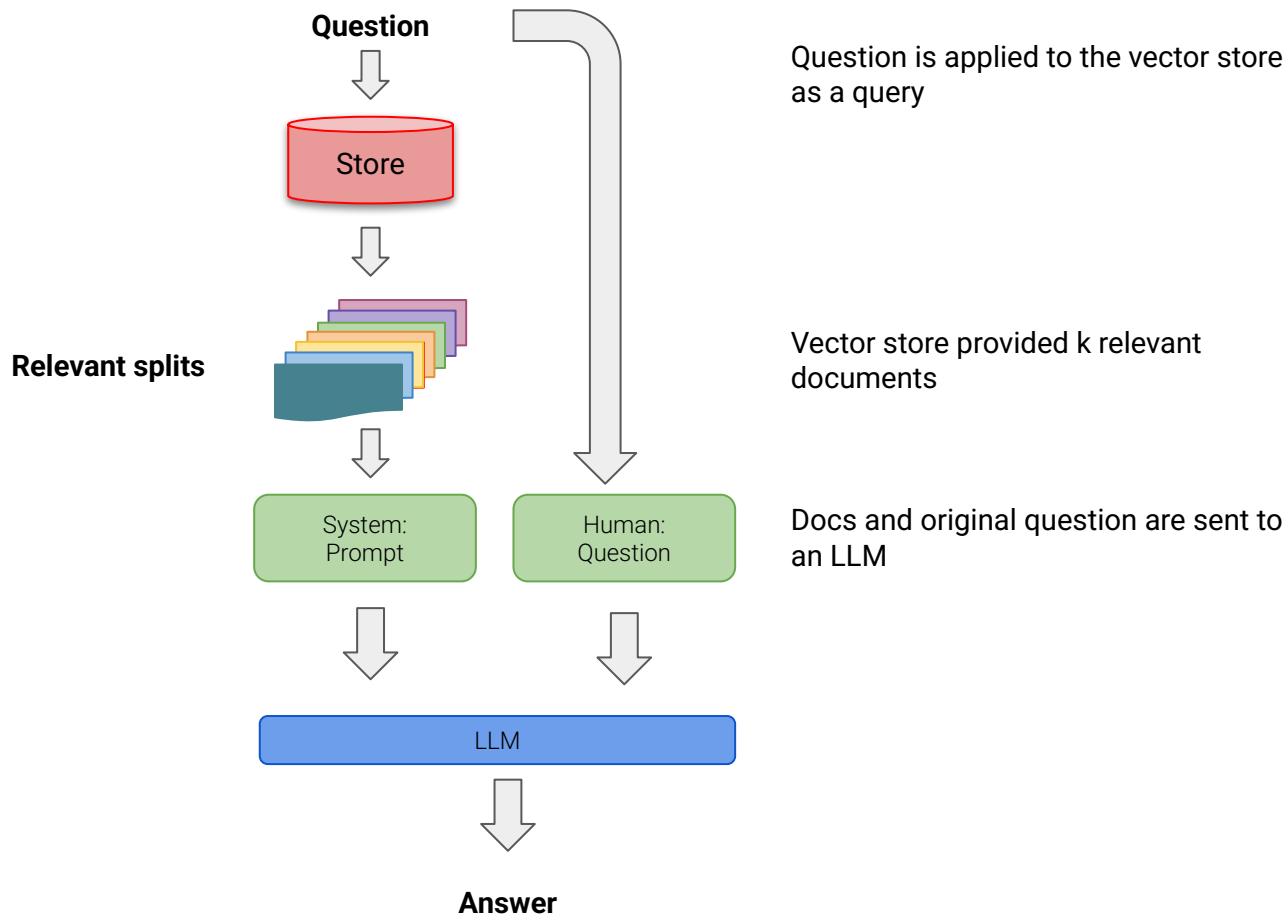 Question
Question is applied to the vector store
as a query
Store
Relevant splits
Vector store provided k relevant
documents
System:
Prompt
Human:
Question
Docs and original question are sent to
an LLM
LLM
Answer